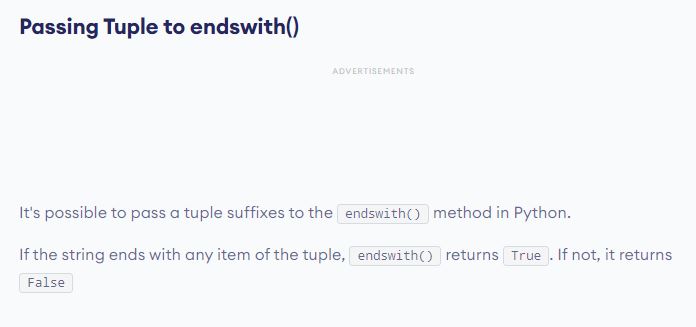 Passing Tuple to endswith()
ADVERTISEMENTS
It's possible to pass a tuple suffixes to the endswith() method in Python.
If the string ends with any item of the tuple, endswith() returns True. If not, it returns
False